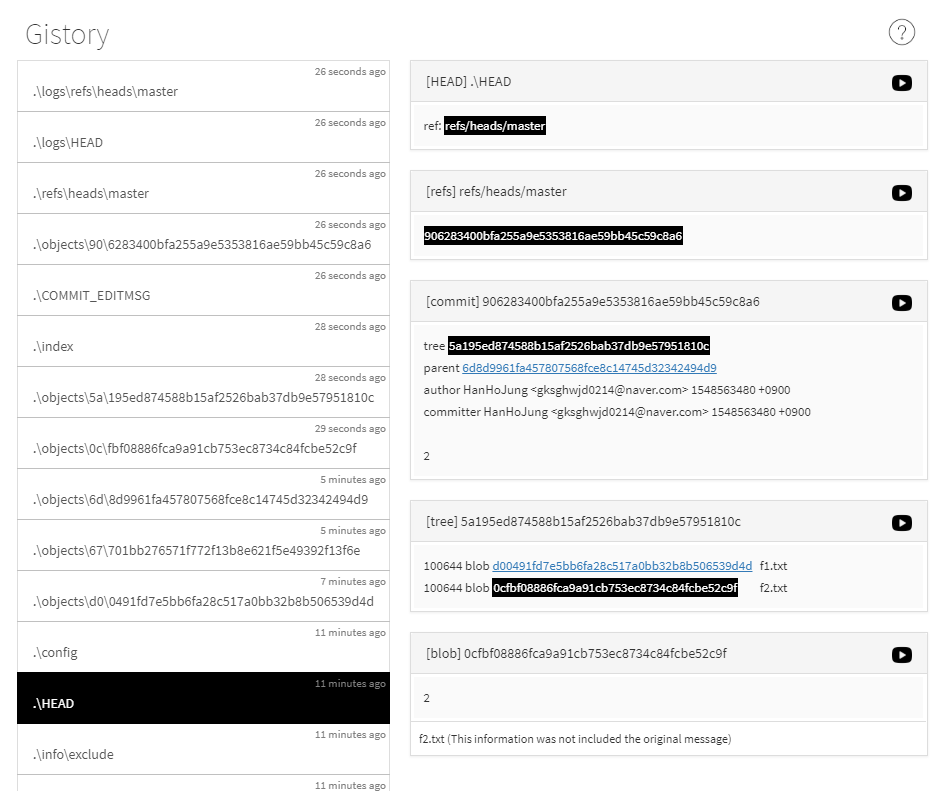 Gistory
?
26 seconds ago
.\logs\refs\heads\master
26 seconds ago
.\logs\HEAD
26 seconds ago
.\refs\heads\master
26 seconds ago
.\objects\90\6283400bfa255a9e5353816ae59bb45c59c8a6
26 seconds ago
.\COMMIT_EDITMSG
28 seconds ago
.\index
28 seconds ago
.\objects\5a\195ed874588b15af2526bab37db9e57951810c
29 seconds ago
.\objects\0c\fbf08886fca9a91cb753ec8734c84fcbe52c9f
5 minutes ago
.\objects\6d\8d9961fa457807568fce8c14745d32342494d9
5 minutes ago
.\objects\67\701bb276571f772f13b8e621f5e49392f13f6e
7 minutes ago
.\objects\d0\0491fd7e5bb6fa28c517a0bb32b8b506539d4d
11 minutes ago
.\config
11 minutes ago
.\HEAD
11 minutes ago
.\info\exclude
11 minutes ago
[HEAD] .\HEAD
ref: refs/heads/master
[refs] refs/heads/master
906283400bfa255a9e5353816ae59bb45c59c8a6
[commit] 906283400bfa255a9e5353816ae59bb45c59c8a6
tree 5a195ed874588b15af2526bab37db9e57951810c
parent 6d8d9961fa457807568fce8c14745d32342494d9
author HanHoJung <gksghwjd0214@naver.com> 1548563480 +0900
committer HanHoJung <gksghwjd0214@naver.com> 1548563480 +0900
2
[tree] 5a195ed874588b15af2526bab37db9e57951810c
100644 blob d00491fd7e5bb6fa28c517a0bb32b8b506539d4d f1.txt
100644 blob 0cfbf08886fca9a91cb753ec8734c84fcbe52c9f f2.txt
[blob] 0cfbf08886fca9a91cb753ec8734c84fcbe52c9f
2
f2.txt (This information was not included the original message)